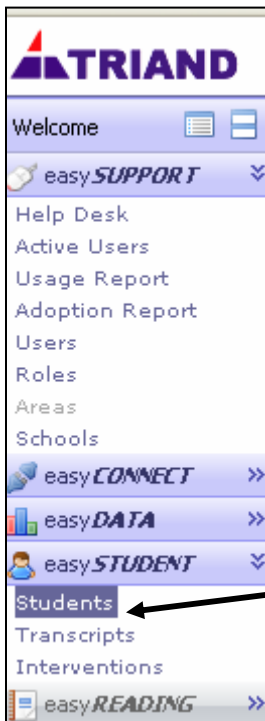 TRIAND
Welcome
easySUPPORT
Help Desk
Active Users
Usage Report
Adoption Report
Users
Roles
Areas
Schools
easyCONNECT
easyDATA
easySTUDENT
Students
Transcripts
Interventions
easyREADING